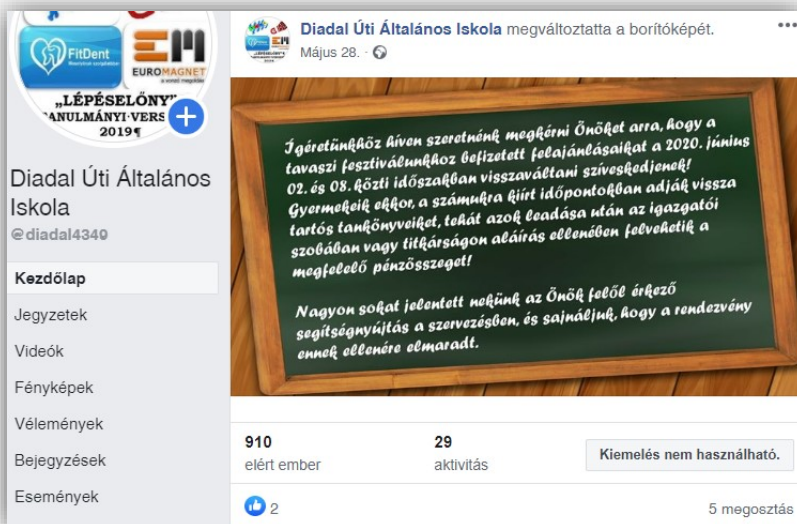 FitDent
EM
EUROMAGNET
„LÉPÉSELŐNY”
TANULMÁNYI·VERS
2019¶
Diadal Úti Általános
Iskola
@diadal4340
Kezdőlap
Jegyzetek
Videók
Fényképek
Vélemények
Bejegyzések
Események
Diadal Úti Általános Iskola megváltoztatta a borítóképét.
Május 28. ·
Ígéretünkhöz híven szeretnénk megkérni Önöket arra, hogy a
tavaszi fesztiválunkhoz befizetett felajánlásaikat a 2020. június
02. és 08. közti időszakban visszaváltani szíveskedjenek!
Gyermekeik ekkor, a számukra kiírt időpontokban adják vissza
tartós tankönyveiket, tehát azok leadása után az igazgatói
szobában vagy titkárságon aláírás ellenében felvehetik a
megfelelő pénzösszeget!
Nagyon sokat jelentett nekünk az Önök felől érkező
segítségnyújtás a szervezésben, és sajnáljuk, hogy a rendezvény
ennek ellenére elmaradt.
910
elért ember
29
aktivitás
Kiemelés nem használható.
2
5 megosztás